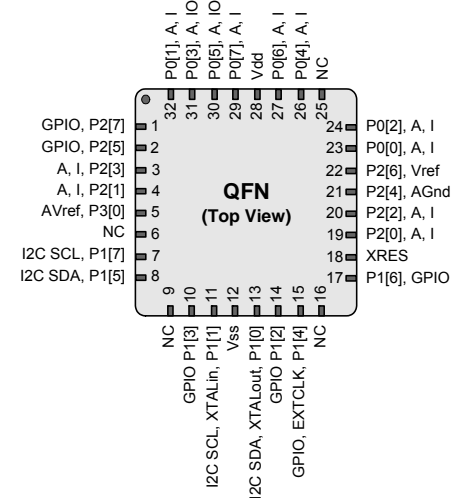 P0[1], A, I
P0[3], A, IO
P0[5], A, IO
P0[7], A, I
Vdd
P0[6], A, I
P0[4], A, I
NC
32
31
30
29
28
27
26
25
GPIO, P2[7] 1
GPIO, P2[5] 2
A, I, P2[3] 3
A, I, P2[1] 4
AVref, P3[0] 5
NC 6
I2C SCL, P1[7] 7
I2C SDA, P1[5] 8
QFN
(Top View)
24 P0[2], A, I
23 P0[0], A, I
22 P2[6], Vref
21 P2[4], AGnd
20 P2[2], A, I
19 P2[0], A, I
18 XRES
17 P1[6], GPIO
9
10
11
12
13
14
15
16
NC
GPIO P1[3]
I2C SCL, XTALin, P1[1]
Vss
I2C SDA, XTALout, P1[0]
GPIO P1[2]
GPIO, EXTCLK, P1[4]
NC